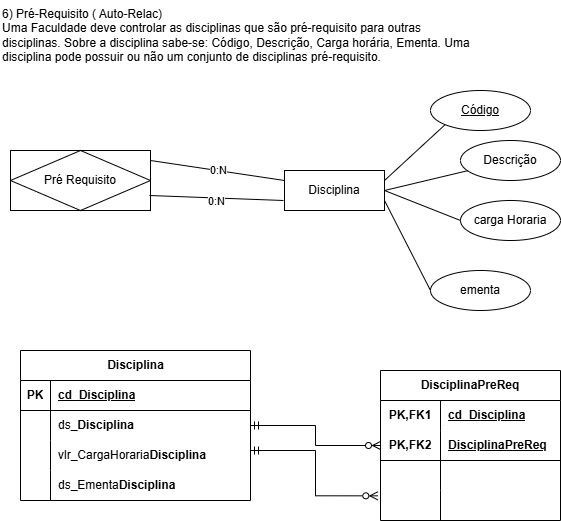 6) Pré-Requisito ( Auto-Relac)
Uma Faculdade deve controlar as disciplinas que são pré-requisito para outras
disciplinas. Sobre a disciplina sabe-se: Código, Descrição, Carga horária, Ementa. Uma
disciplina pode possuir ou não um conjunto de disciplinas pré-requisito.
Código
Descrição
0:N
Pré Requisito
Disciplina
0:N
carga Horaria
ementa
Disciplina
PK cd_Disciplina
ds_Disciplina
vlr_CargaHorariaDisciplina
ds_EmentaDisciplina
DisciplinaPreReq
PK,FK1 cd_Disciplina
PK,FK2 DisciplinaPreReq